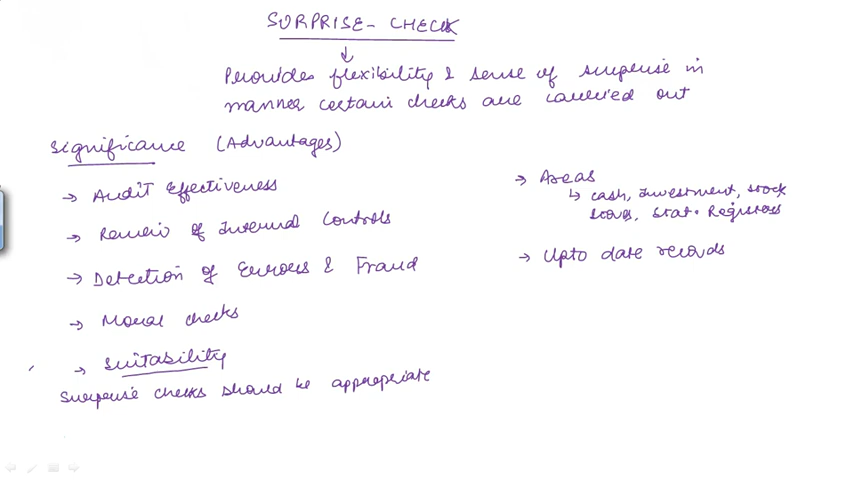 SURPRISE - CHECK
Provides flexibility & sense of surprise in
manner certain checks are carried out
Significance (Advantages)
→ Audit Effectiveness
→ Review of Internal Controls
→ Detection of Errors & Fraud
→ Moral checks
→ Suitability
Surprise checks should be appropriate
→ Areas
↳ cash, Investment, stock
stores, Stat. Registers
→ Upto date records